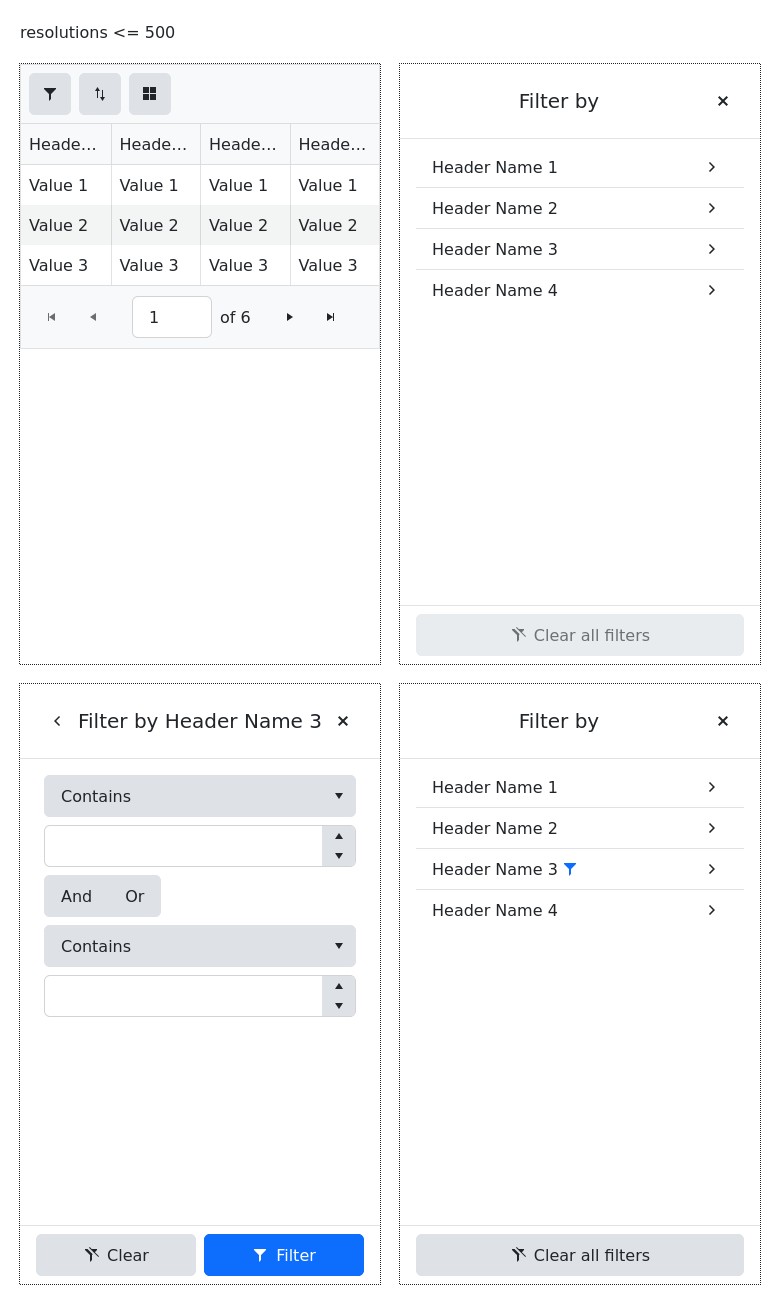 resolutions <= 500
Heade... Heade... Heade... Heade...
Value 1 Value 1 Value 1 Value 1
Value 2 Value 2 Value 2 Value 2
Value 3 Value 3 Value 3 Value 3
1 of 6
Filter by
Header Name 1
Header Name 2
Header Name 3
Header Name 4
Clear all filters
Filter by Header Name 3
Contains
And Or
Contains
Clear Filter
Filter by
Header Name 1
Header Name 2
Header Name 3
Header Name 4
Clear all filters